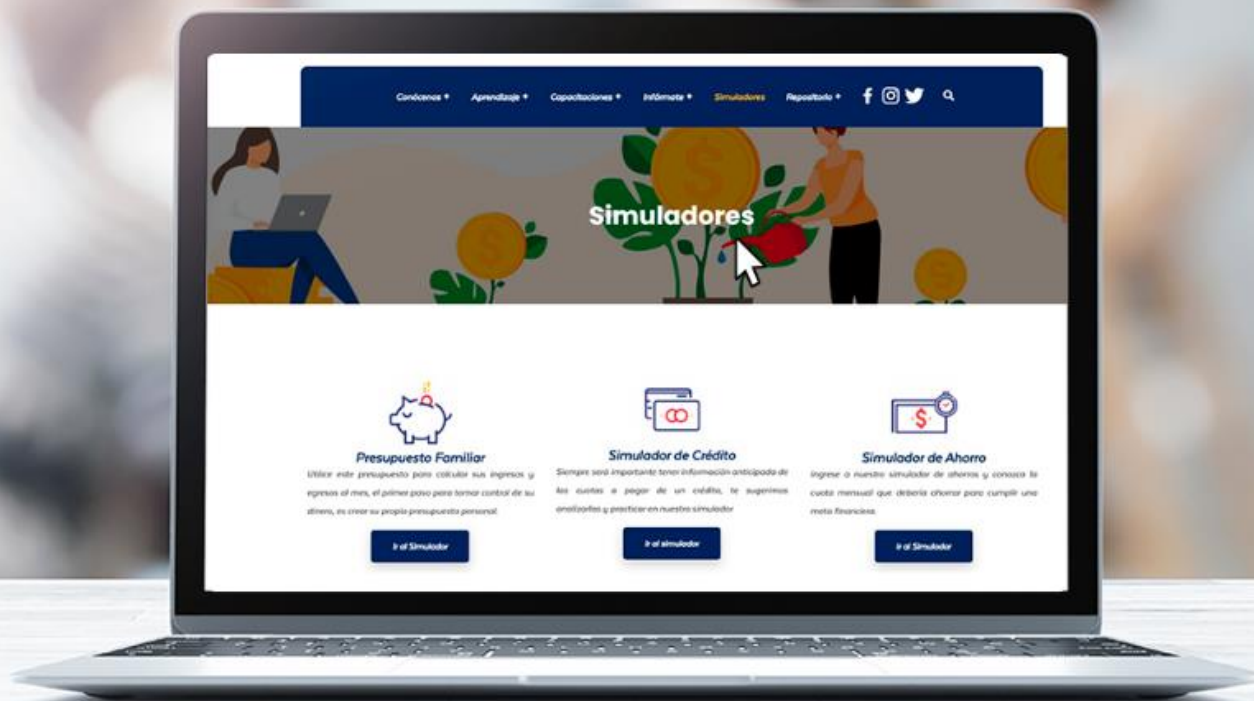 Conócenos + Aprendizaje + Capacitaciones + Infórmate + Simuladores Repositorio +
Simuladores
Presupuesto Familiar
Utilice este presupuesto para calcular sus ingresos y
egresos al mes, el primer paso para tomar control de su
dinero, es crear su propio presupuesto personal.
Ir al Simulador
Simulador de Crédito
Siempre será importante tener información anticipada de
las cuotas a pagar de un crédito, te sugerimos
analizarlas y practicar en nuestro simulador
Ir al simulador
Simulador de Ahorro
Ingrese a nuestro simulador de ahorros y conozca la
cuota mensual que debería ahorrar para cumplir una
meta financiera.
Ir al Simulador